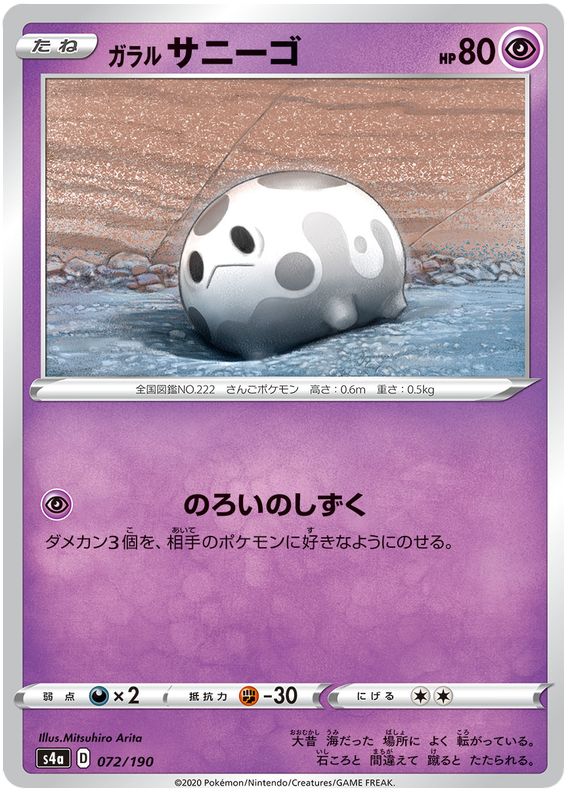 たね ガラル サニーゴ HP 80
全国図鑑NO.222 さんごポケモン 高さ：0.6m 重さ：0.5kg
のろいのしずく
ダメカン3個を、相手のポケモンに好きなようにのせる。
弱点 ×2 抵抗力 -30 にげる
Illus.Mitsuhiro Arita
s4a D 072/190
大昔 海だった 場所に よく 転がっている。
石ころと 間違えて 蹴ると たたられる。
©2020 Pokémon/Nintendo/Creatures/GAME FREAK.